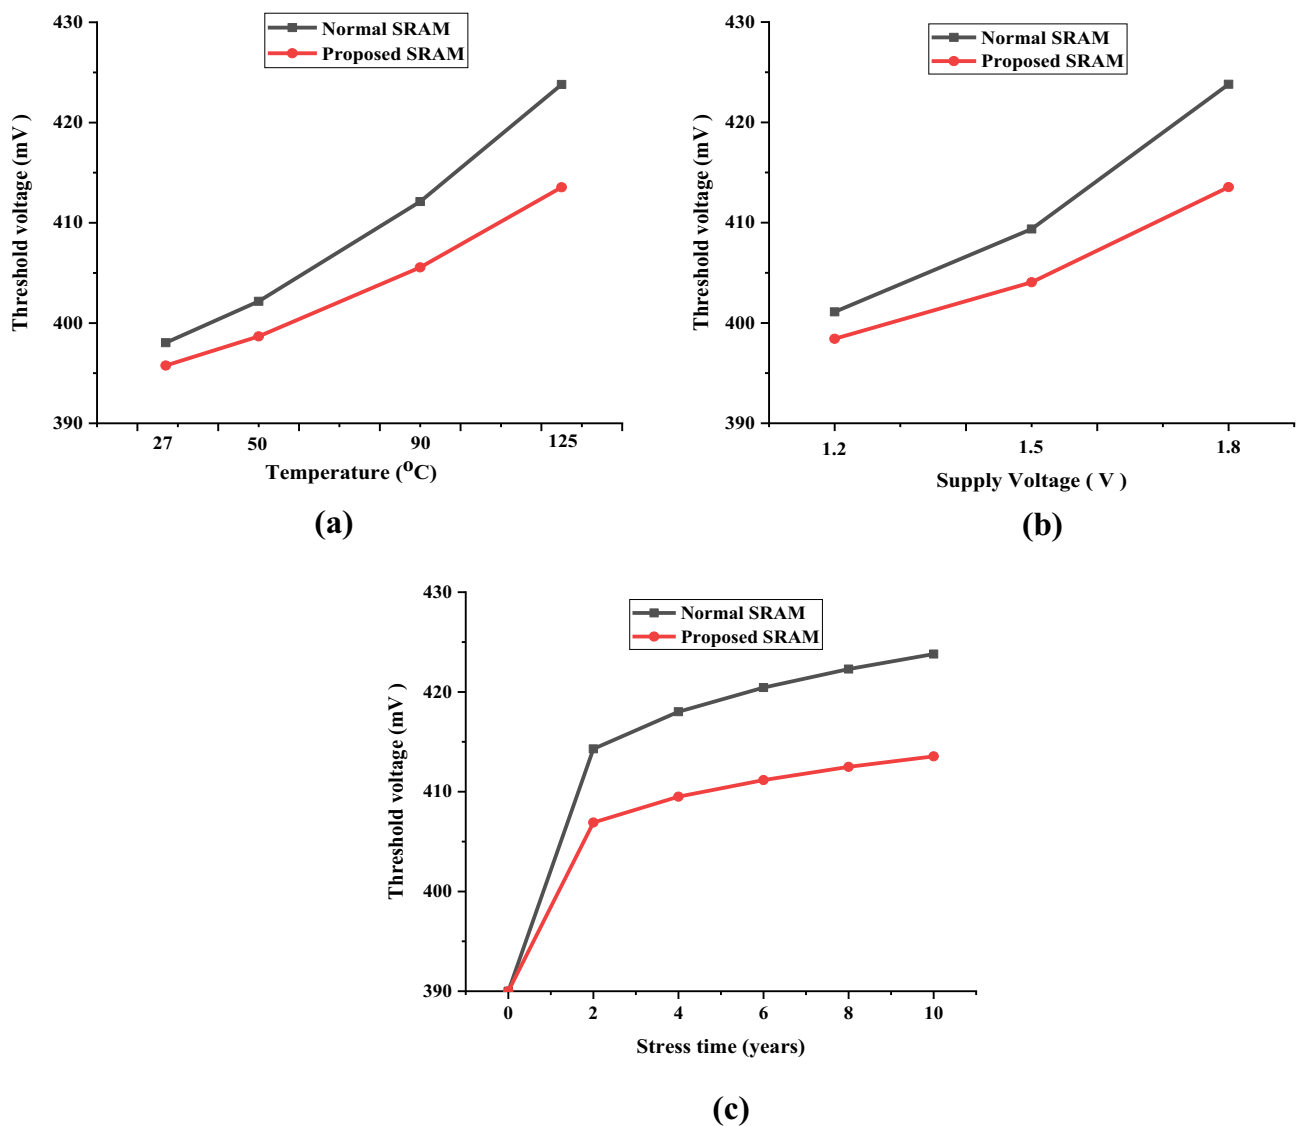 430
420
410
400
390
Threshold voltage (mV)
Normal SRAM
Proposed SRAM
27 50 90 125
Temperature (⁰C)
(a)
430
420
410
400
390
Threshold voltage (mV )
Normal SRAM
Proposed SRAM
1.2 1.5 1.8
Supply Voltage ( V )
(b)
430
420
410
400
390
Threshold voltage (mV )
Normal SRAM
Proposed SRAM
0 2 4 6 8 10
Stress time (years)
(c)